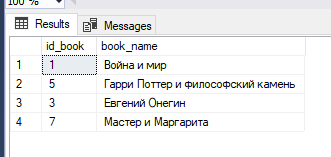 100 %
Results Messages
id_book book_name
1 1 Война и мир
2 5 Гарри Поттер и философский камень
3 3 Евгений Онегин
4 7 Мастер и Маргарита